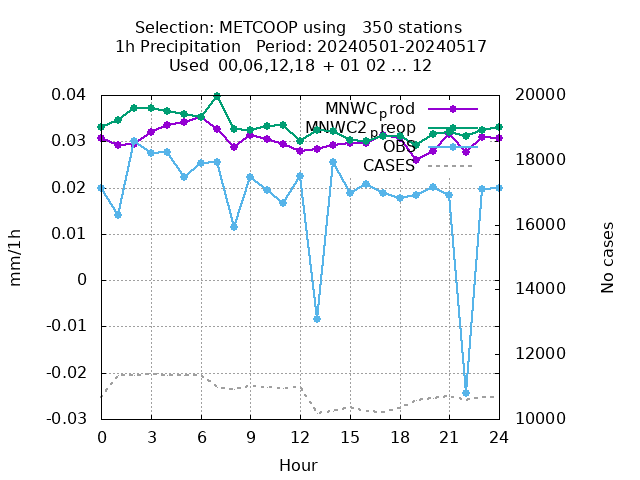 Selection: METCOOP using 350 stations
1h Precipitation Period: 20240501-20240517
Used 00,06,12,18 + 01 02 ... 12
0.04
0.03
0.02
0.01
0
-0.01
-0.02
-0.03
mm/1h
MNWCprod
MNWC2preop
OBS
CASES
20000
18000
16000
14000
12000
10000
No cases
0 3 6 9 12 15 18 21 24
Hour